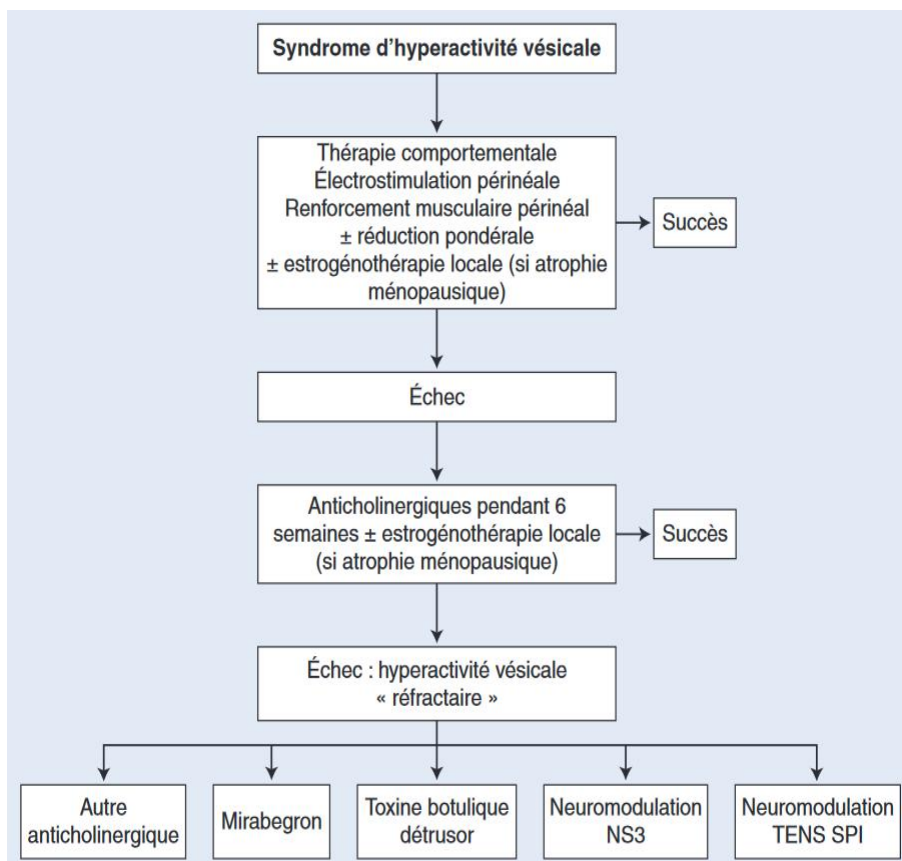 Syndrome d'hyperactivité vésicale
Thérapie comportementale
Électrostimulation périnéale
Renforcement musculaire périnéal
± réduction pondérale
± estrogénothérapie locale (si atrophie
ménopausique)
Succès
Échec
Anticholinergiques pendant 6
semaines ± estrogénothérapie locale
(si atrophie ménopausique)
Succès
Échec : hyperactivité vésicale
« réfractaire »
Autre
anticholinergique
Mirabegron
Toxine botulique
détrusor
Neuromodulation
NS3
Neuromodulation
TENS SPI